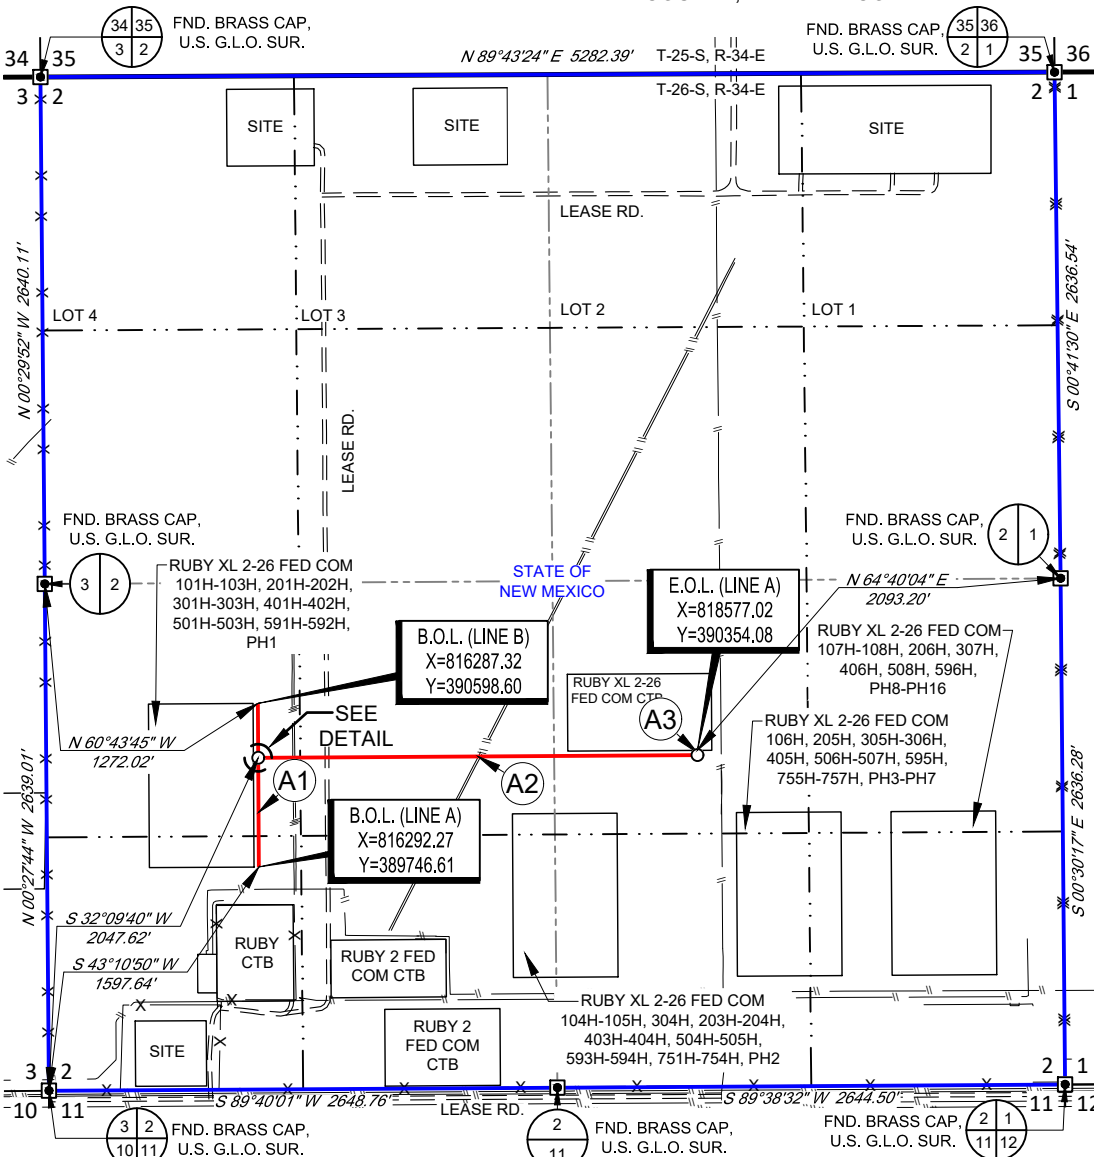 34 35
3 2
FND. BRASS CAP,
U.S. G.L.O. SUR.
FND. BRASS CAP,
U.S. G.L.O. SUR.
35 36
2 1
34 35
3 2
N 89°43'24" E 5282.39'
T-25-S, R-34-E
T-26-S, R-34-E
35 36
2 1
SITE
SITE
SITE
LEASE RD.
N 00°29'52" W 2640.11'
S 00°41'30" E 2636.54'
LOT 4
LOT 3
LOT 2
LOT 1
LEASE RD.
FND. BRASS CAP,
U.S. G.L.O. SUR.
3 2
FND. BRASS CAP,
U.S. G.L.O. SUR.
2 1
RUBY XL 2-26 FED COM
101H-103H, 201H-202H,
301H-303H, 401H-402H,
501H-503H, 591H-592H,
PH1
STATE OF
NEW MEXICO
E.O.L. (LINE A)
X=818577.02
Y=390354.08
N 64°40'04" E
2093.20'
B.O.L. (LINE B)
X=816287.32
Y=390598.60
RUBY XL 2-26 FED COM
107H-108H, 206H, 307H,
406H, 508H, 596H,
PH8-PH16
RUBY XL 2-26
FED COM CTB
SEE
DETAIL
A3
N 60°43'45" W
1272.02'
RUBY XL 2-26 FED COM
106H, 205H, 305H-306H,
405H, 506H-507H, 595H,
755H-757H, PH3-PH7
A1
A2
B.O.L. (LINE A)
X=816292.27
Y=389746.61
N 00°27'44" W 2639.01'
S 00°30'17" E 2636.28'
S 32°09'40" W
2047.62'
S 43°10'50" W
1597.64'
RUBY
CTB
RUBY 2 FED
COM CTB
RUBY XL 2-26 FED COM
104H-105H, 304H, 203H-204H,
403H-404H, 504H-505H,
593H-594H, 751H-754H, PH2
SITE
RUBY 2
FED COM
CTB
3 2
10 11
S 89°40'01" W 2648.76'
LEASE RD.
S 89°38'32" W 2644.50'
2 1
11 12
3 2
10 11
FND. BRASS CAP,
U.S. G.L.O. SUR.
2
11
FND. BRASS CAP,
U.S. G.L.O. SUR.
FND. BRASS CAP,
U.S. G.L.O. SUR.
2 1
11 12